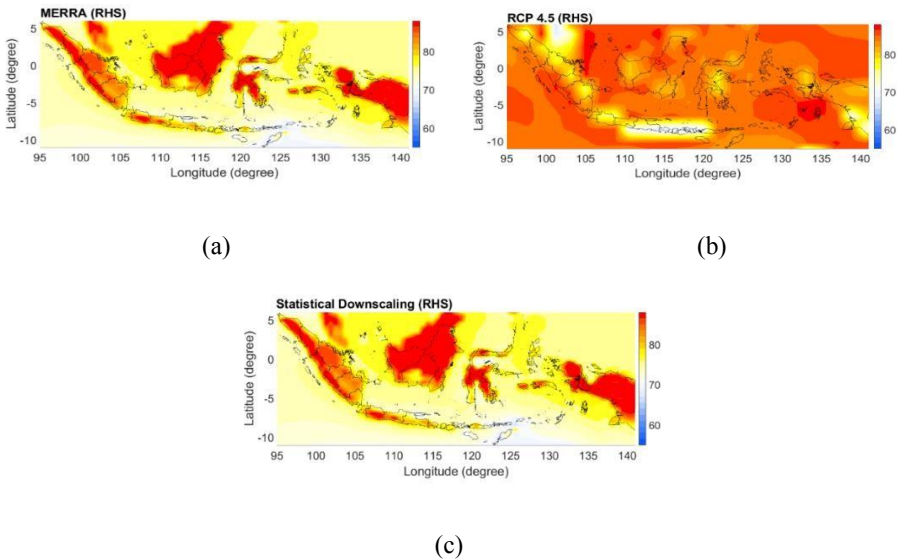 MERRA (RHS)
5
0
-5
-10
Latitude (degree)
95 100 105 110 115 120 125 130 135 140
Longitude (degree)
80
70
60
(a)
RCP 4.5 (RHS)
5
0
-5
-10
Latitude (degree)
95 100 105 110 115 120 125 130 135 140
Longitude (degree)
80
70
60
(b)
Statistical Downscaling (RHS)
5
0
-5
-10
Latitude (degree)
95 100 105 110 115 120 125 130 135 140
Longitude (degree)
80
70
60
(c)